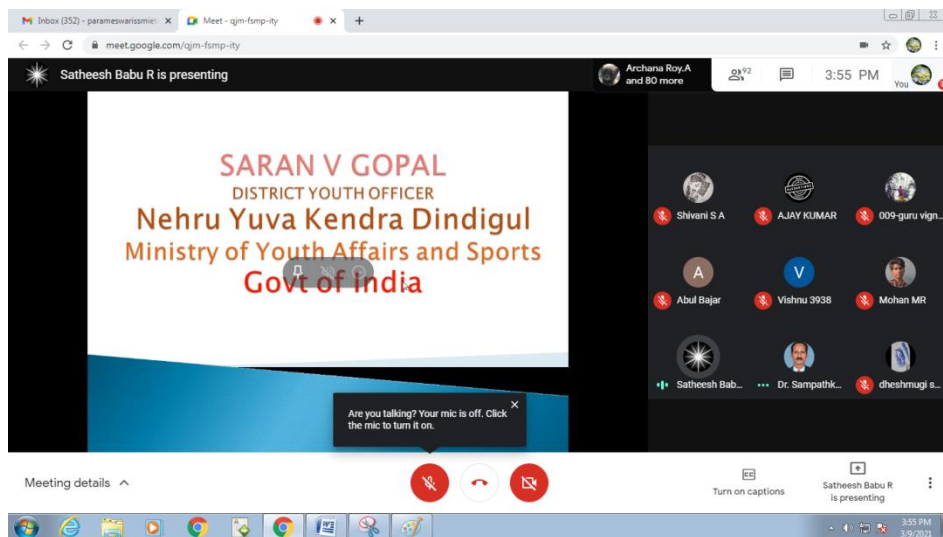 Inbox (352) - parameswarissmiet
Meet - qjm-fsmp-ity
meet.google.com/qjm-fsmp-ity
Satheesh Babu R is presenting
Archana Roy.A
and 80 more
92
3:55 PM
You
SARAN V GOPAL
DISTRICT YOUTH OFFICER
Nehru Yuva Kendra Dindigul
Ministry of Youth Affairs and Sports
Govt of India
Shivani S A
AJAY KUMAR
009-guru vign...
A
V
Abul Bajar
Vishnu 3938
Mohan MR
Satheesh Bab...
Dr. Sampathk...
dheshmugi s...
Are you talking? Your mic is off. Click
the mic to turn it on.
Meeting details
CC
Turn on captions
Satheesh Babu R
is presenting
3:55 PM
3/9/2021